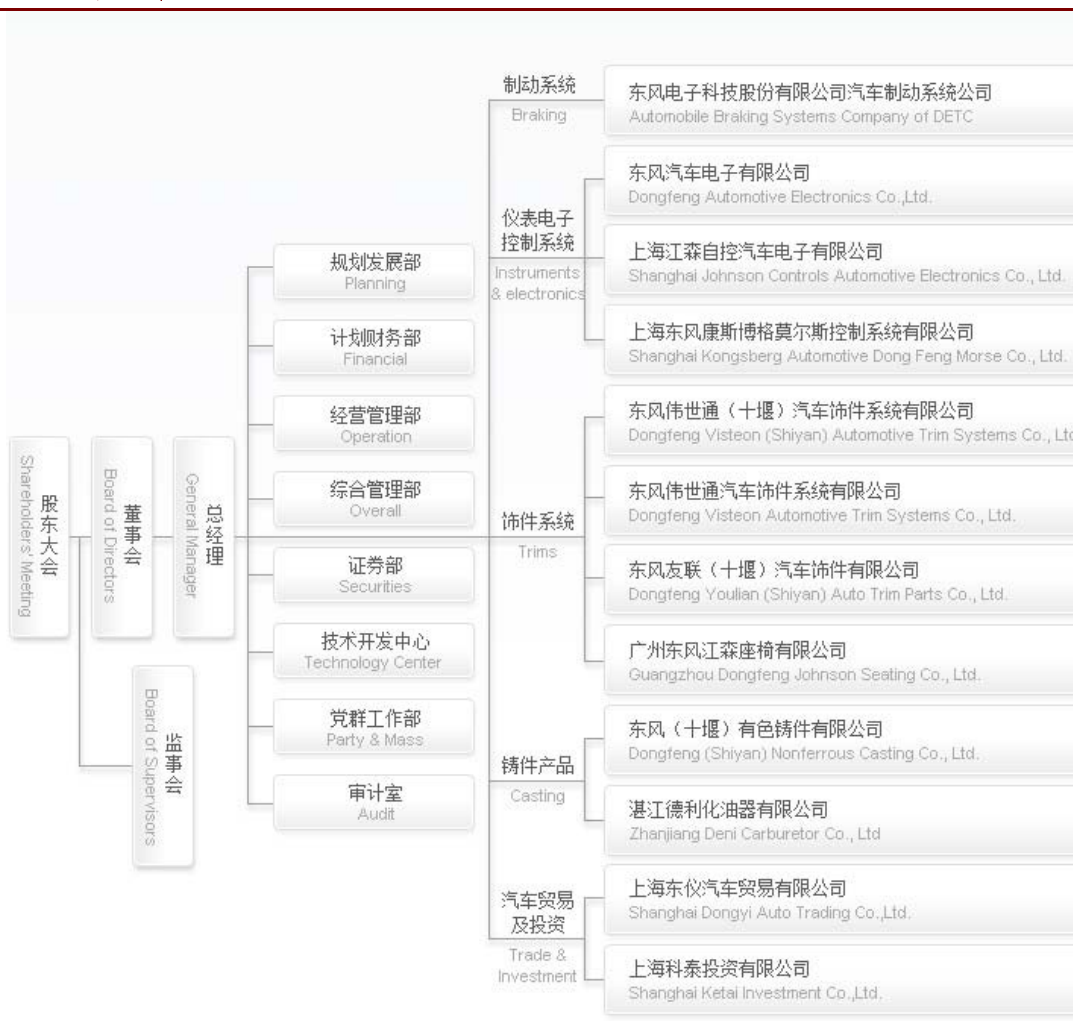 股东大会
Shareholders' Meeting
董事会
Board of Directors
总经理
General Manager
监事会
Board of Supervisors
规划发展部
Planning
计划财务部
Financial
经营管理部
Operation
综合管理部
Overall
证券部
Securities
技术开发中心
Technology Center
党群工作部
Party & Mass
审计室
Audit
制动系统
Braking
东风电子科技股份有限公司汽车制动系统公司
Automobile Braking Systems Company of DETC
仪表电子
控制系统
Instruments
& electronics
东风汽车电子有限公司
Dongfeng Automotive Electronics Co.,Ltd.
上海江森自控汽车电子有限公司
Shanghai Johnson Controls Automotive Electronics Co., Ltd.
上海东风康斯博格莫尔斯控制系统有限公司
Shanghai Kongsberg Automotive Dong Feng Morse Co., Ltd.
饰件系统
Trims
东风伟世通（十堰）汽车饰件系统有限公司
Dongfeng Visteon (Shiyan) Automotive Trim Systems Co., Ltd
东风伟世通汽车饰件系统有限公司
Dongfeng Visteon Automotive Trim Systems Co., Ltd.
东风友联（十堰）汽车饰件有限公司
Dongfeng Youlian (Shiyan) Auto Trim Parts Co., Ltd.
广州东风江森座椅有限公司
Guangzhou Dongfeng Johnson Seating Co., Ltd.
铸件产品
Casting
东风（十堰）有色铸件有限公司
Dongfeng (Shiyan) Nonferrous Casting Co., Ltd.
湛江德利化油器有限公司
Zhanjiang Deni Carburetor Co., Ltd
汽车贸易
及投资
Trade &
Investment
上海东仪汽车贸易有限公司
Shanghai Dongyi Auto Trading Co.,Ltd.
上海科泰投资有限公司
Shanghai Ketai Investment Co.,Ltd.